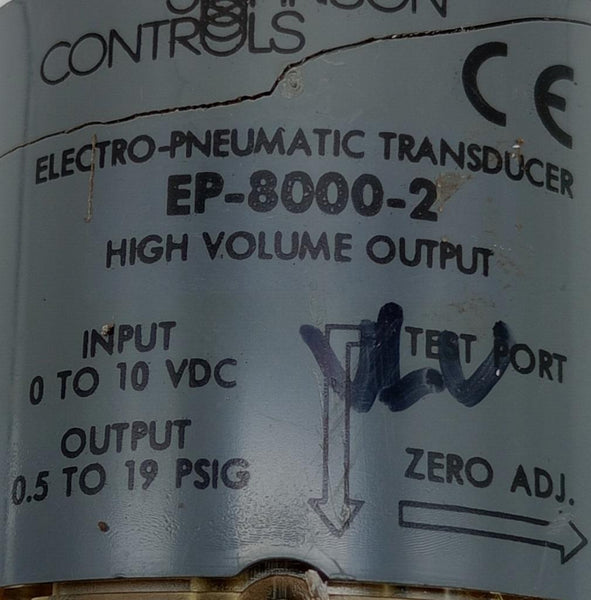 JOHNSON
CONTROLS
CE
ELECTRO-PNEUMATIC TRANSDUCER
EP-8000-2
HIGH VOLUME OUTPUT
INPUT
0 TO 10 VDC
OUTPUT
0.5 TO 19 PSIG
TEST PORT
ZERO ADJ.